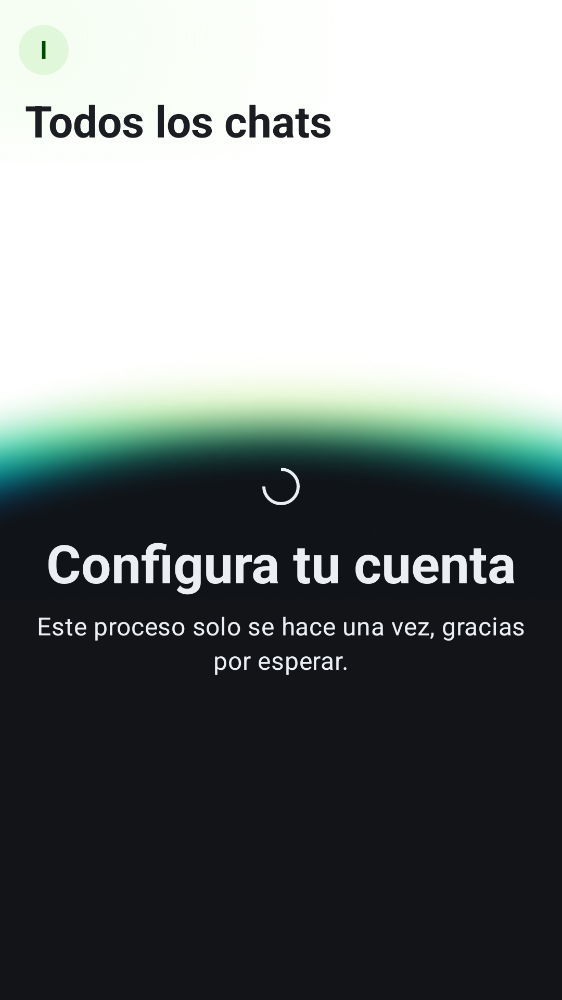 I
Todos los chats
Configura tu cuenta
Este proceso solo se hace una vez, gracias
por esperar.